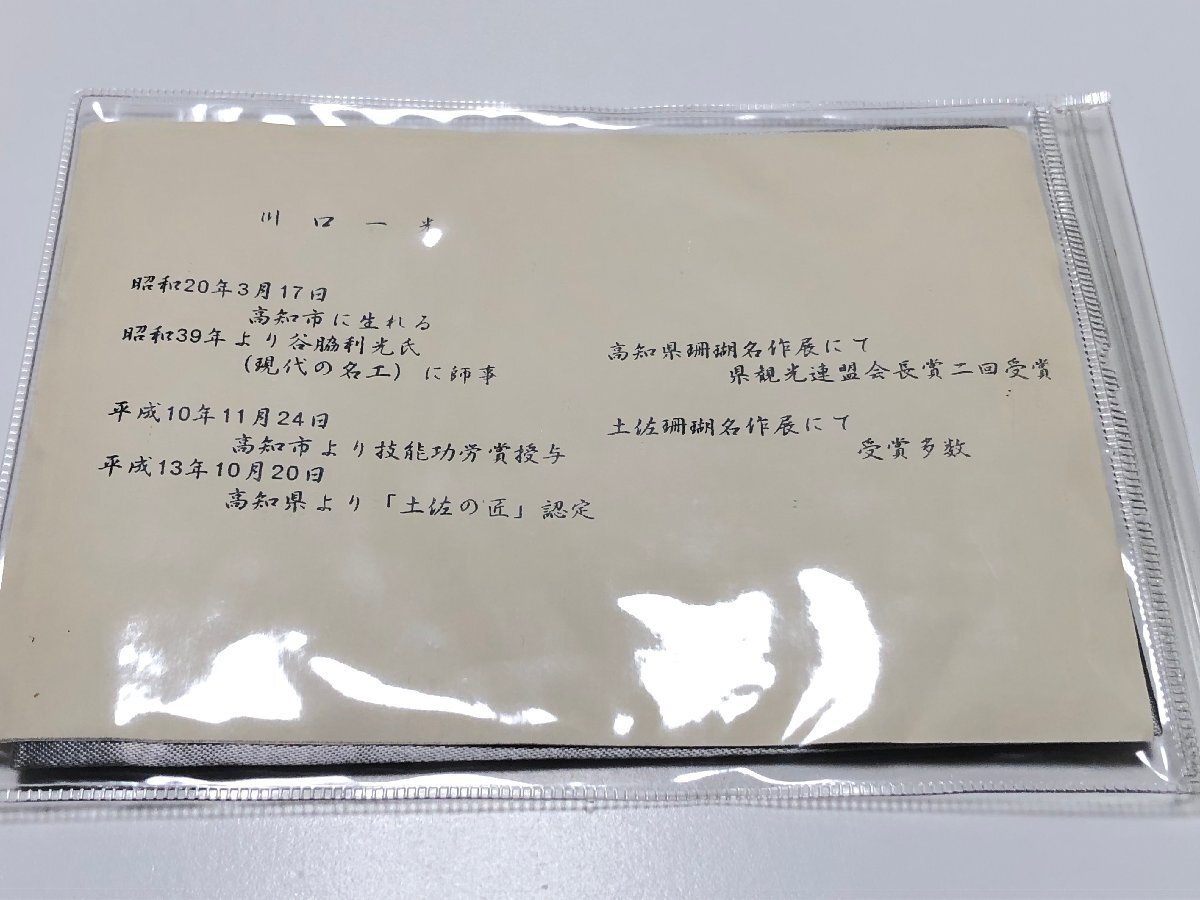 川口一
昭和20年3月17日
高知市に生れる
昭和39年より谷脇利光氏
(現代の名工)に師事
平成10年11月24日
高知市より技能功労賞授与
平成13年10月20日
高知県より「土佐の匠」認定
高知県珊瑚名作展にて
県観光連盟会長賞二回受賞
土佐珊瑚名作展にて
受賞多数